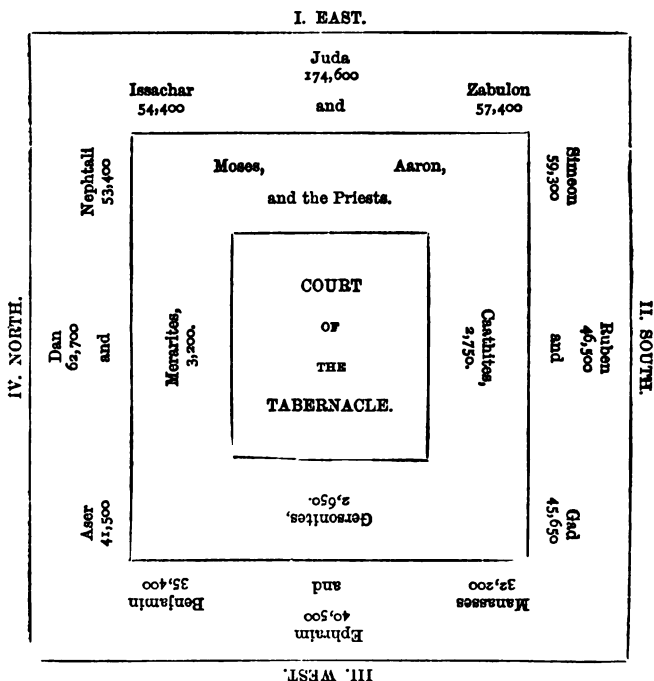 I. EAST.
Juda
174,600
and
Issachar
54,400
Zabulon
57,400
Moses, Aaron,
and the Priests.
Nephtali
53,400
Simeon
59,300
COURT
OF
THE
TABERNACLE.
IV. NORTH.
Dan
62,700
and
Merarites,
3,200.
Caathites,
2,750.
Ruben
46,500
and
II. SOUTH.
Aser
41,500
Gersonites,
2,650.
Gad
45,650
Benjamin
35,400
Ephraim
40,500
and
Manasses
32,200
III. WEST.